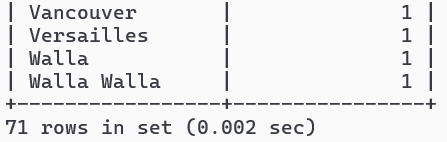 | Vancouver       |               1 |
| Versailles      |               1 |
| Walla           |               1 |
| Walla Walla     |               1 |
+-----------------+-----------------+
71 rows in set (0.002 sec)